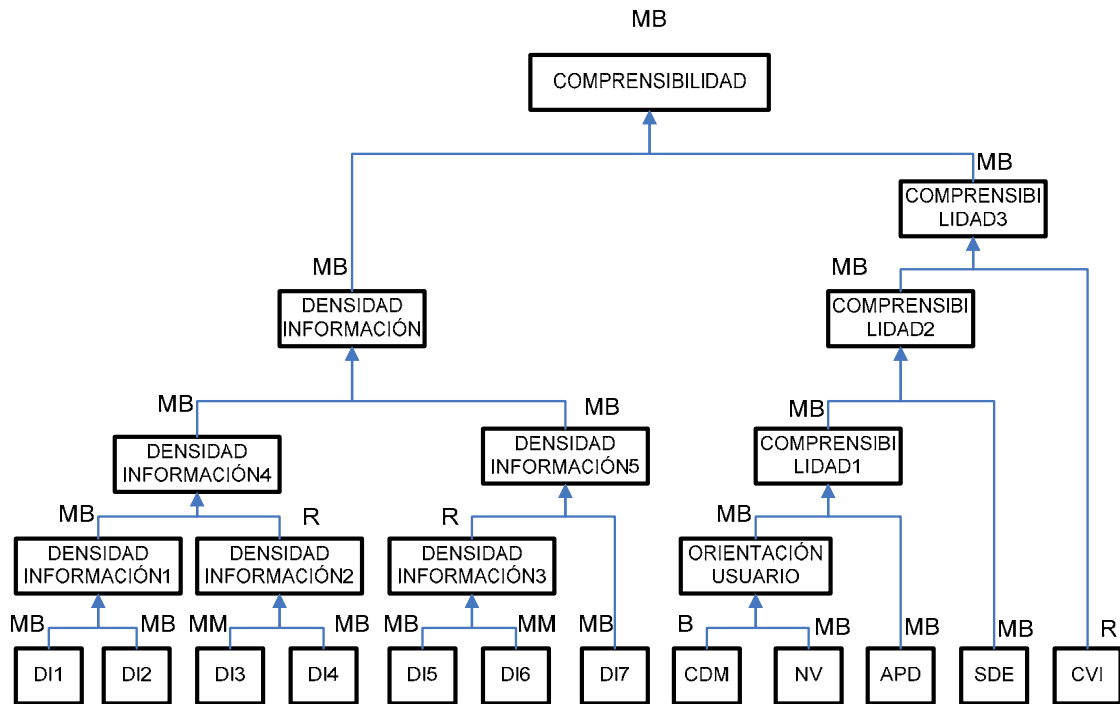 MB
COMPRENSIBILIDAD
MB
COMPRENSIBI
LIDAD3
MB
MB
DENSIDAD
INFORMACIÓN
COMPRENSIBI
LIDAD2
MB
MB
MB
DENSIDAD
INFORMACIÓN4
DENSIDAD
INFORMACIÓN5
COMPRENSIBI
LIDAD1
MB
R
R
MB
DENSIDAD
INFORMACIÓN1
DENSIDAD
INFORMACIÓN2
DENSIDAD
INFORMACIÓN3
ORIENTACIÓN
USUARIO
MB
MB
MM
MB
MB
MM
MB
B
MB
MB
MB
R
DI1
DI2
DI3
DI4
DI5
DI6
DI7
CDM
NV
APD
SDE
CVI